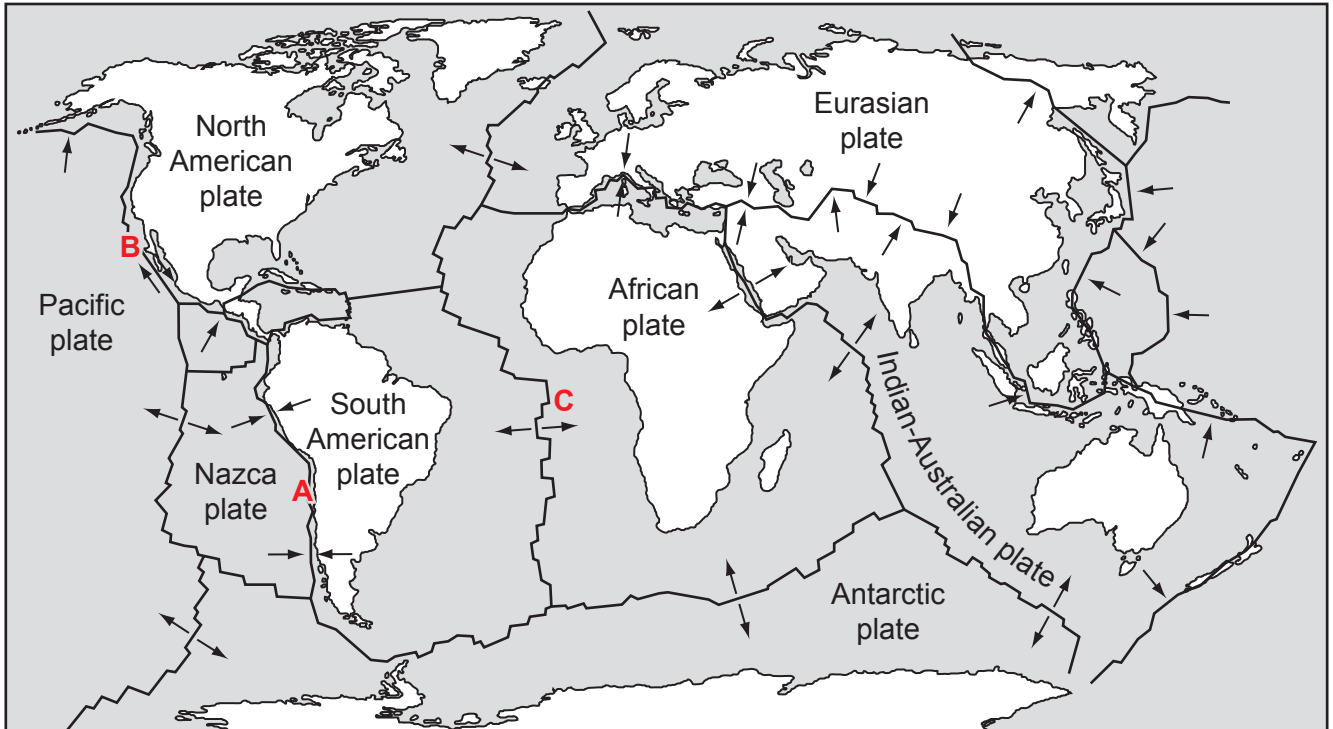 North
American
plate
Eurasian
plate
B
Pacific
plate
African
plate
C
South
American
plate
Nazca
plate
A
Indian-Australian plate
Antarctic
plate